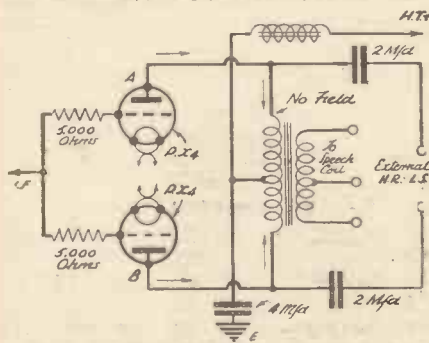 H.T.+
2 Mfd
A
No Field
5,000
Ohms
P.X.4
To
Speech
Coil
External
H.R. L.S.
P.X.4
5,000
Ohms
B
F
4 Mfd
2 Mfd
E